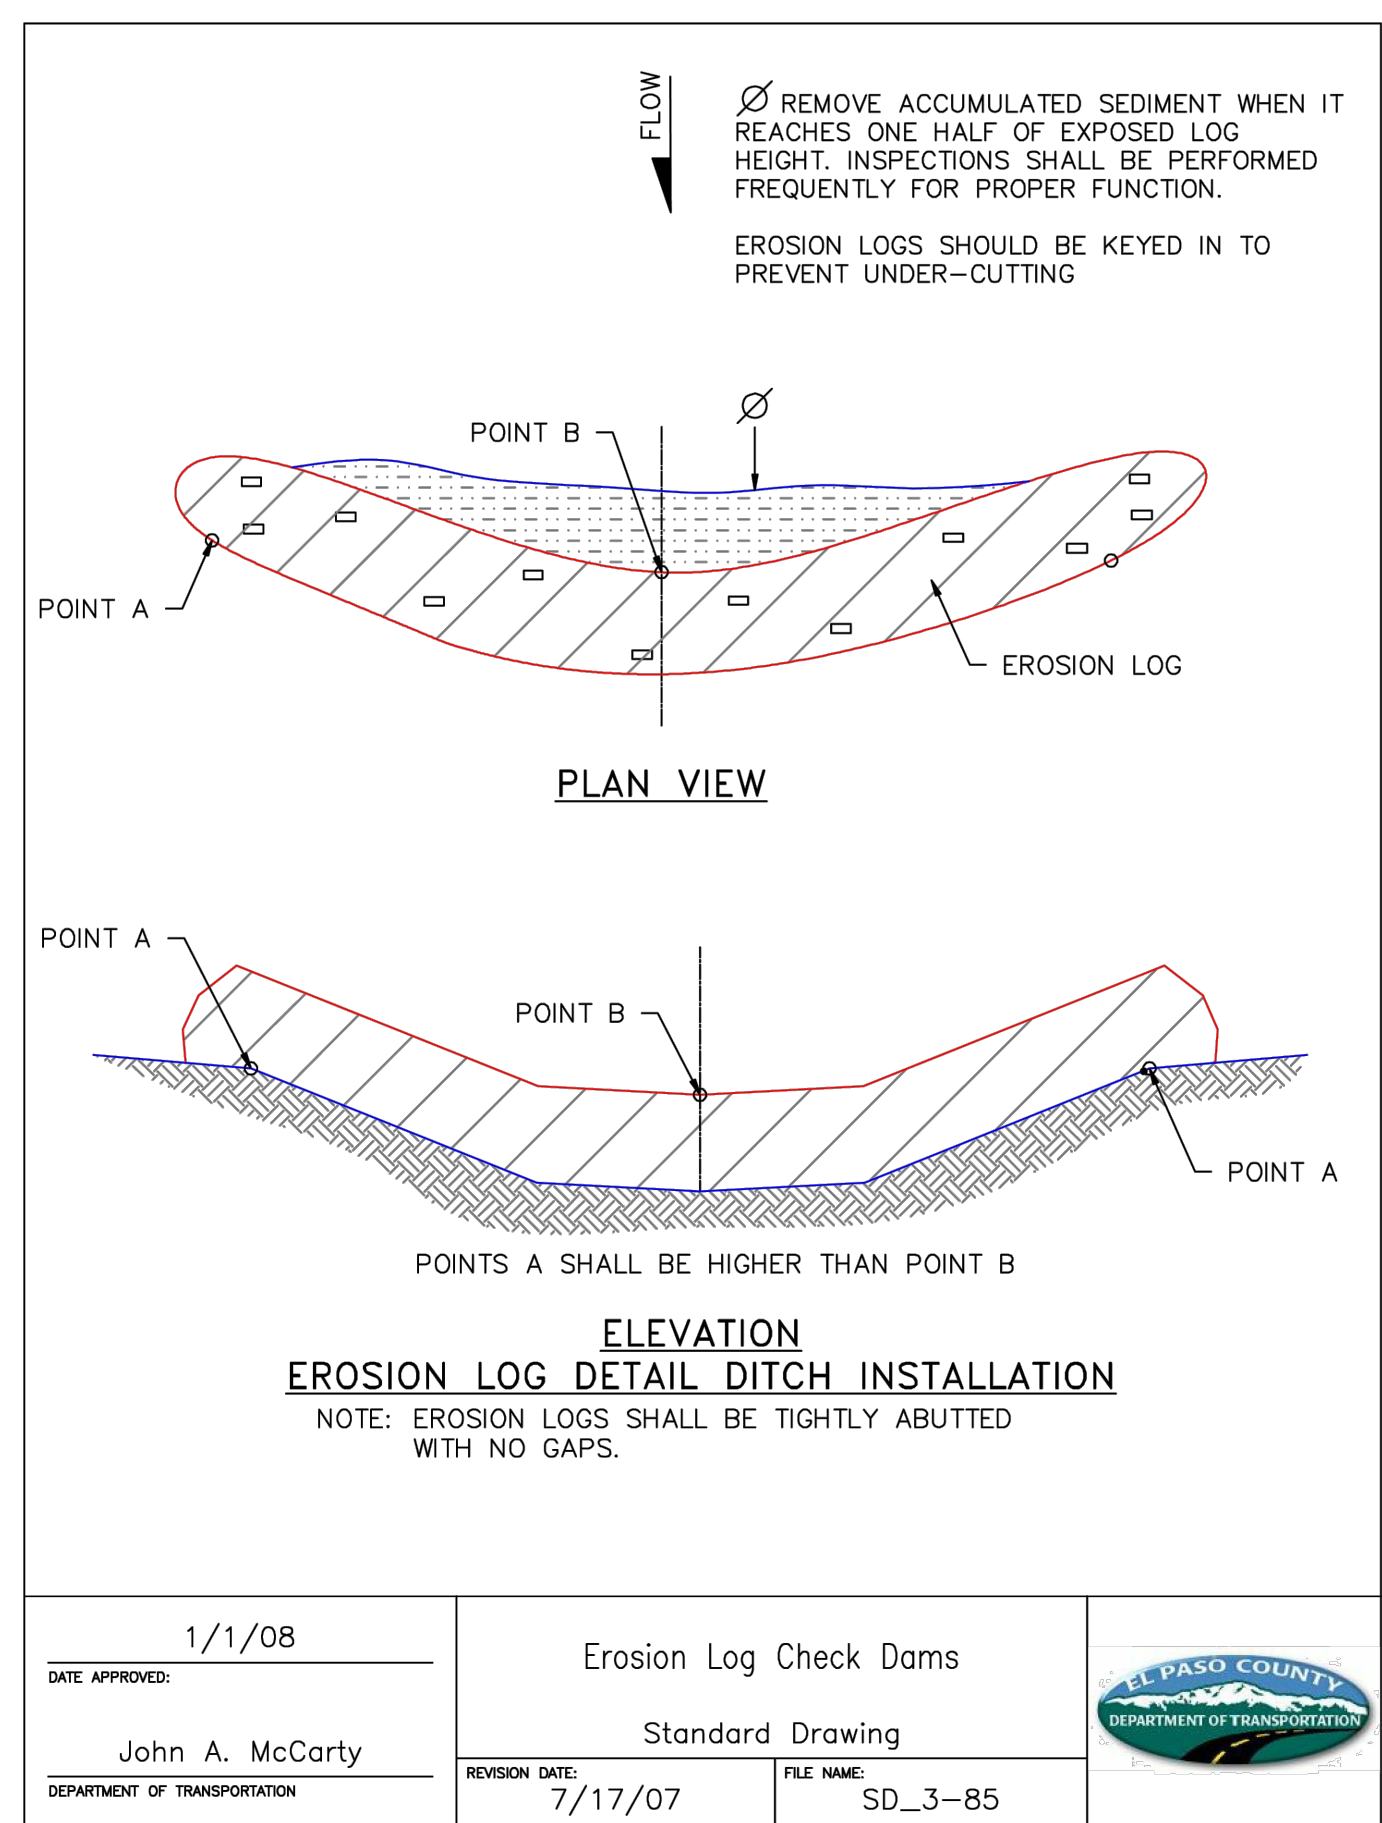 FLOW
Ø REMOVE ACCUMULATED SEDIMENT WHEN IT
REACHES ONE HALF OF EXPOSED LOG
HEIGHT. INSPECTIONS SHALL BE PERFORMED
FREQUENTLY FOR PROPER FUNCTION.
EROSION LOGS SHOULD BE KEYED IN TO
PREVENT UNDER-CUTTING
Ø
POINT B
POINT A
EROSION LOG
PLAN VIEW
POINT A
POINT B
POINT A
POINTS A SHALL BE HIGHER THAN POINT B
ELEVATION
EROSION LOG DETAIL DITCH INSTALLATION
NOTE: EROSION LOGS SHALL BE TIGHTLY ABUTTED
WITH NO GAPS.
1/1/08
DATE APPROVED:
John A. McCarty
DEPARTMENT OF TRANSPORTATION
Erosion Log Check Dams
Standard Drawing
REVISION DATE:
7/17/07
FILE NAME:
SD_3-85
EL PASO COUNTY
DEPARTMENT OF TRANSPORTATION